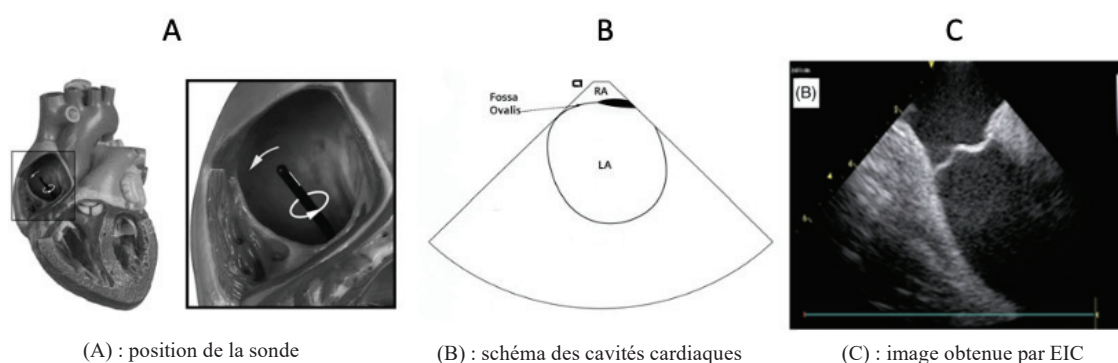 A
B
C
Fossa
Ovalis
RA
LA
(B)
(A) : position de la sonde
(B) : schéma des cavités cardiaques
(C) : image obtenue par EIC